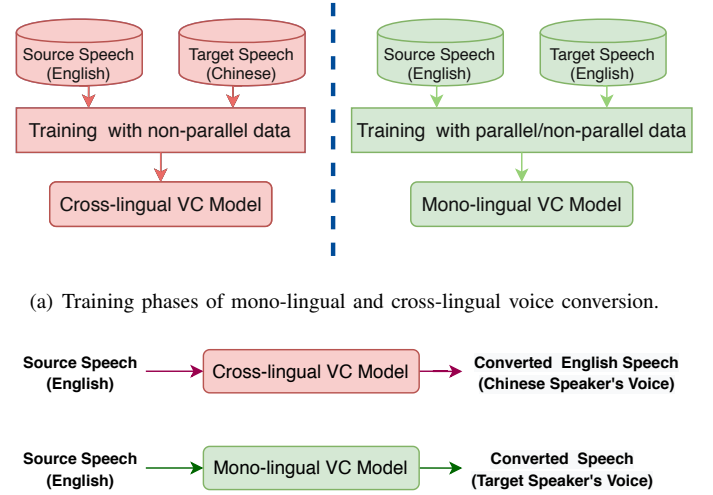 Source Speech
(English)
Target Speech
(Chinese)
Training with non-parallel data
Cross-lingual VC Model
Source Speech
(English)
Target Speech
(English)
Training with parallel/non-parallel data
Mono-lingual VC Model
(a) Training phases of mono-lingual and cross-lingual voice conversion.
Source Speech
(English)
Cross-lingual VC Model
Converted English Speech
(Chinese Speaker's Voice)
Source Speech
(English)
Mono-lingual VC Model
Converted Speech
(Target Speaker's Voice)